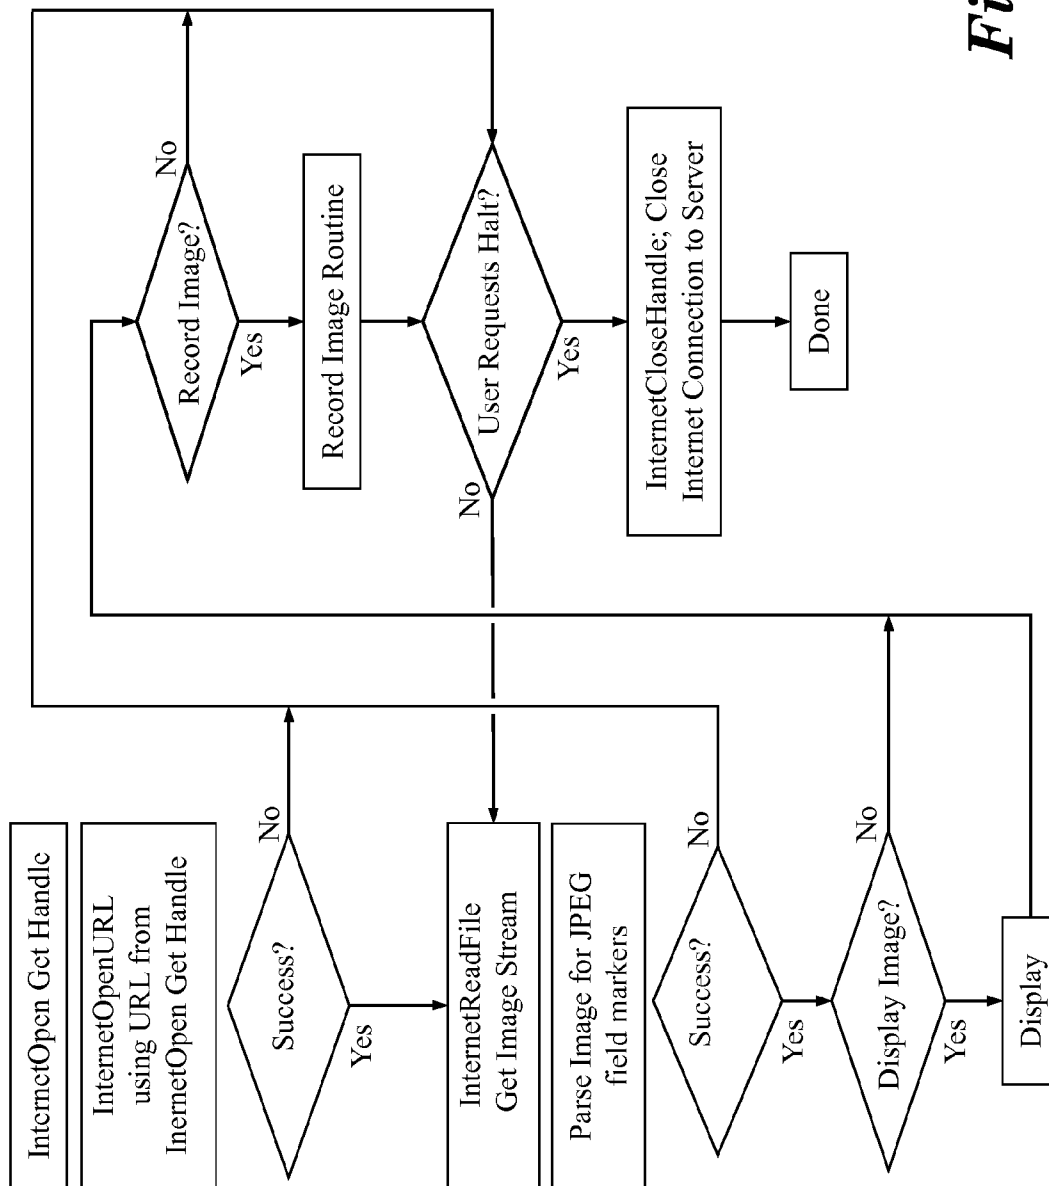 InternetOpen Get Handle
InternetOpenURL
using URL from
InernetOpen Get Handle
Success?
No
Yes
InternetReadFile
Get Image Stream
Parse Image for JPEG
field markers
Success?
No
Yes
Display Image?
No
Yes
Display
Record Image?
No
Yes
Record Image Routine
User Requests Halt?
No
Yes
InternetCloseHandle; Close
Internet Connection to Server
Done